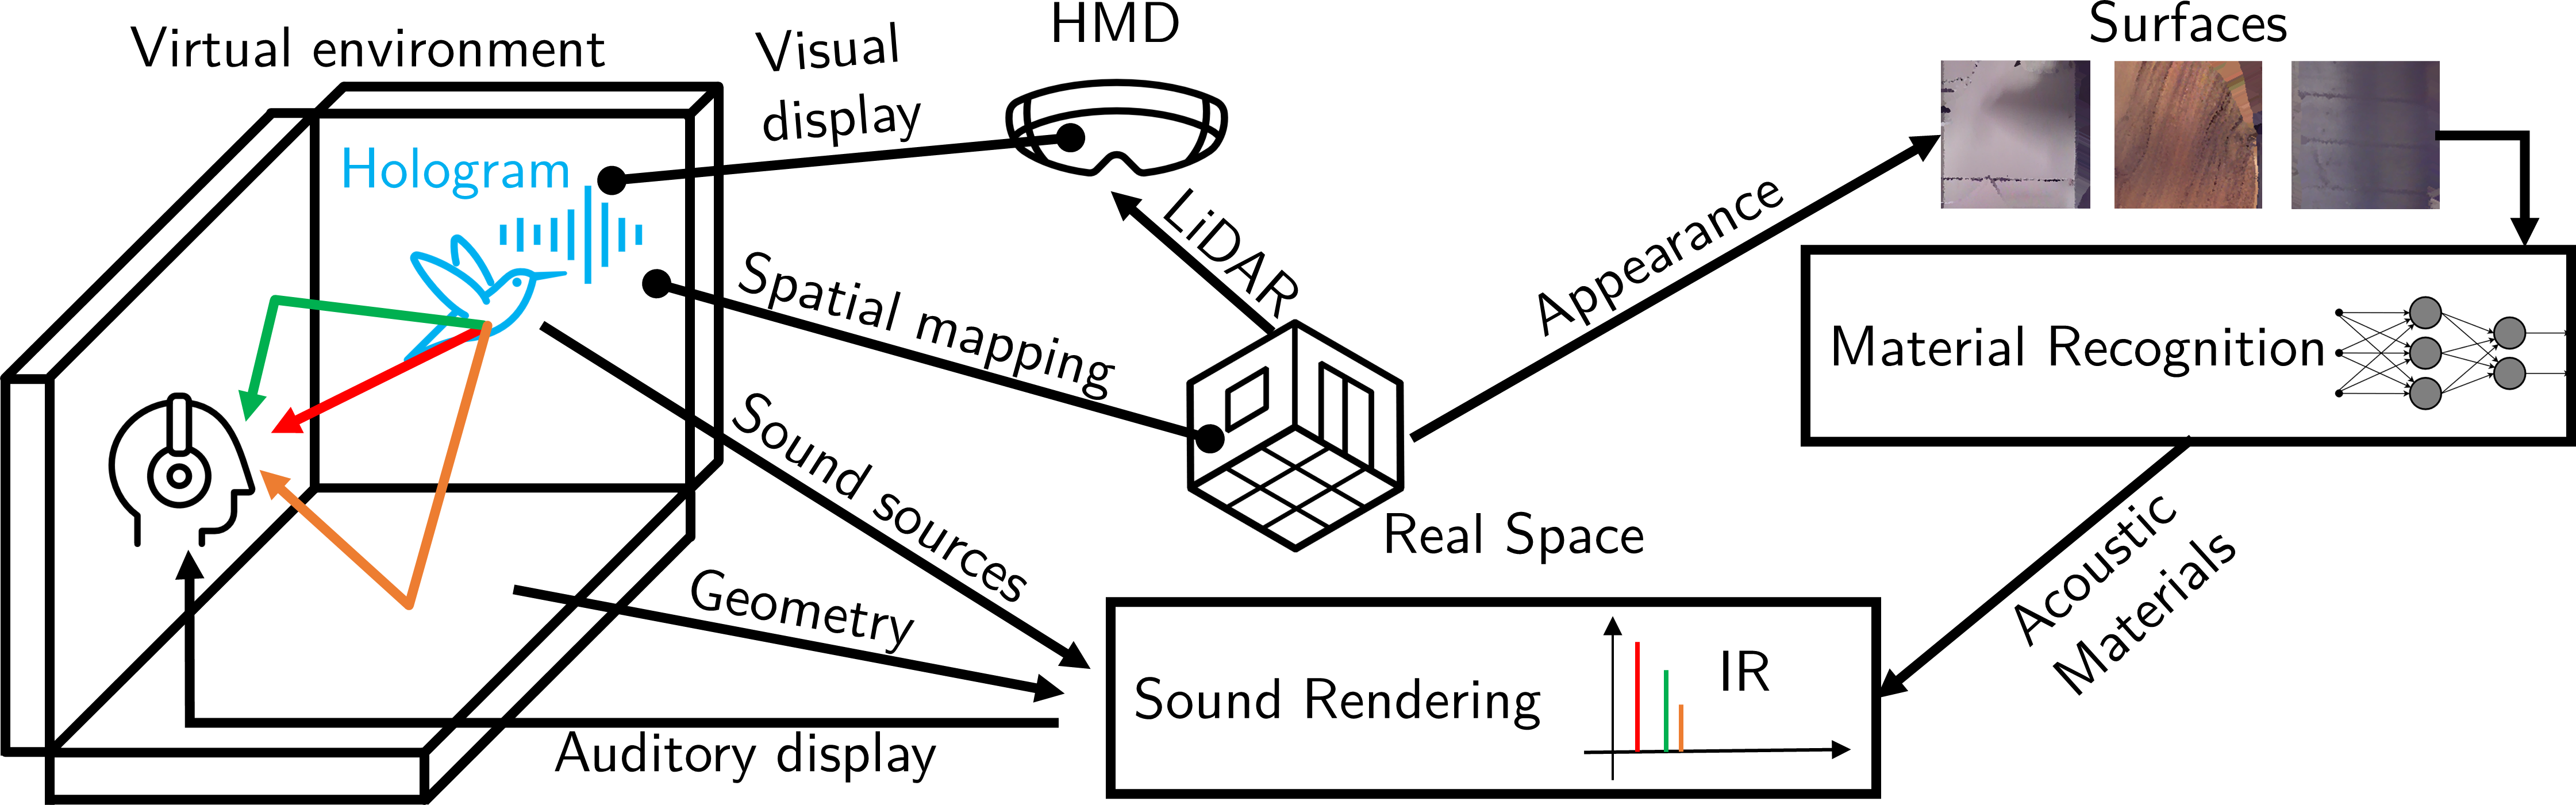 Virtual environment
Visual
display
HMD
Surfaces
Hologram
LiDAR
Appearance
Spatial mapping
Material Recognition
Sound sources
Real Space
Geometry
Acoustic
Materials
Sound Rendering
IR
Auditory display